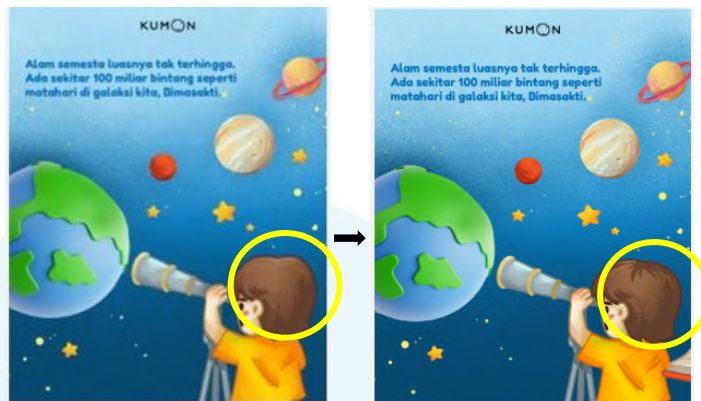 KUMON
Alam semesta luasnya tak terhingga.
Ada sekitar 100 miliar bintang seperti
matahari di galaksi kita, Bimasakti.
KUMON
Alam semesta luasnya tak terhingga.
Ada sekitar 100 miliar bintang seperti
matahari di galaksi kita, Bimasakti.